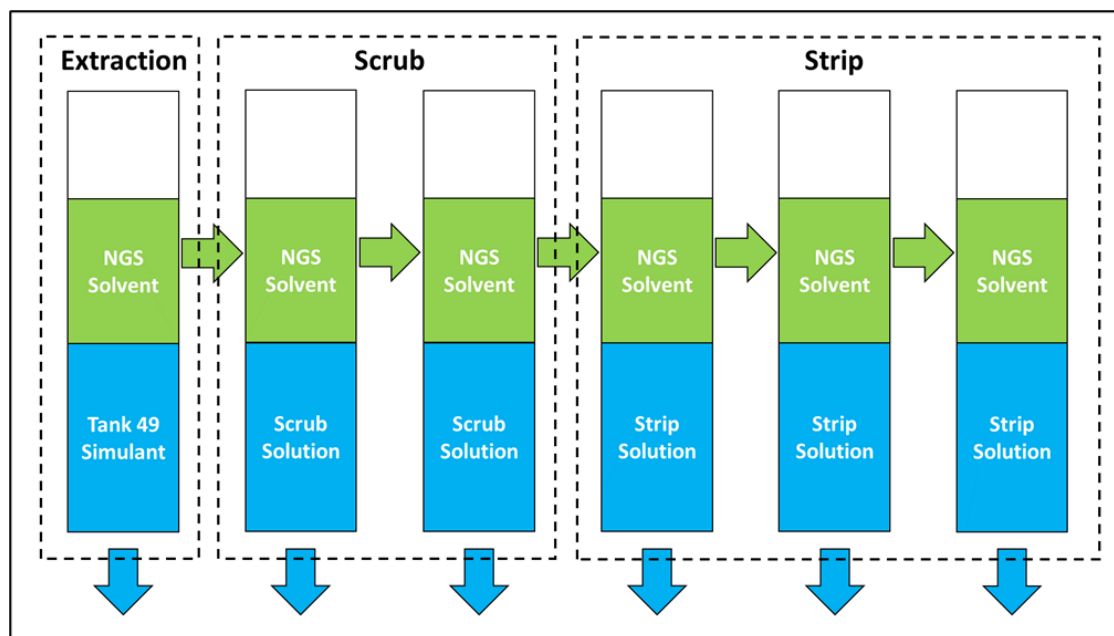 Extraction
Scrub
Strip
NGS
Solvent
NGS
Solvent
NGS
Solvent
NGS
Solvent
NGS
Solvent
NGS
Solvent
Tank 49
Simulant
Scrub
Solution
Scrub
Solution
Strip
Solution
Strip
Solution
Strip
Solution